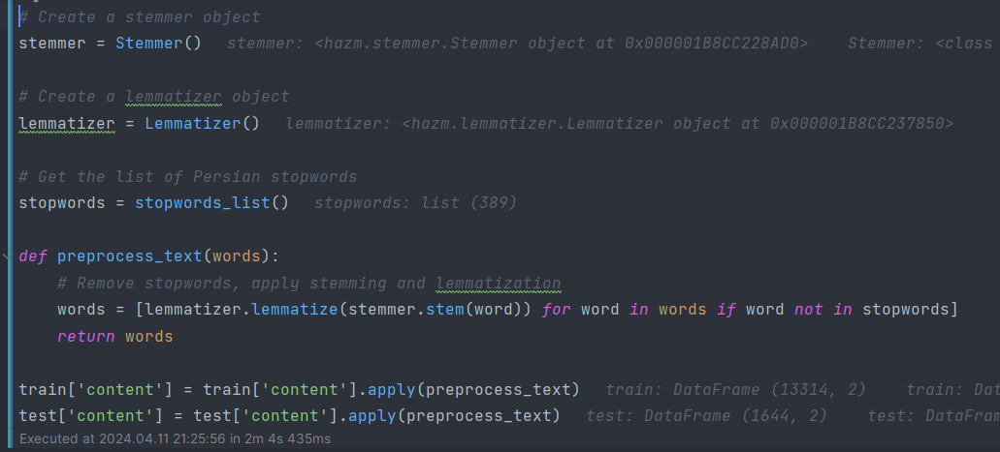 # Create a stemmer object
stemmer = Stemmer() stemmer: <hazm.stemmer.Stemmer object at 0x000001B8CC228AD0> Stemmer: <class
# Create a lemmatizer object
lemmatizer = Lemmatizer() lemmatizer: <hazm.lemmatizer.Lemmatizer object at 0x000001B8CC237850>
# Get the list of Persian stopwords
stopwords = stopwords_list() stopwords: list (389)
def preprocess_text(words):
    # Remove stopwords, apply stemming and lemmatization
    words = [lemmatizer.lemmatize(stemmer.stem(word)) for word in words if word not in stopwords]
    return words
train['content'] = train['content'].apply(preprocess_text) train: DataFrame (13314, 2) train: Dat
test['content'] = test['content'].apply(preprocess_text) test: DataFrame (1644, 2) test: DataFram
Executed at 2024.04.11 21:25:56 in 2m 4s 435ms